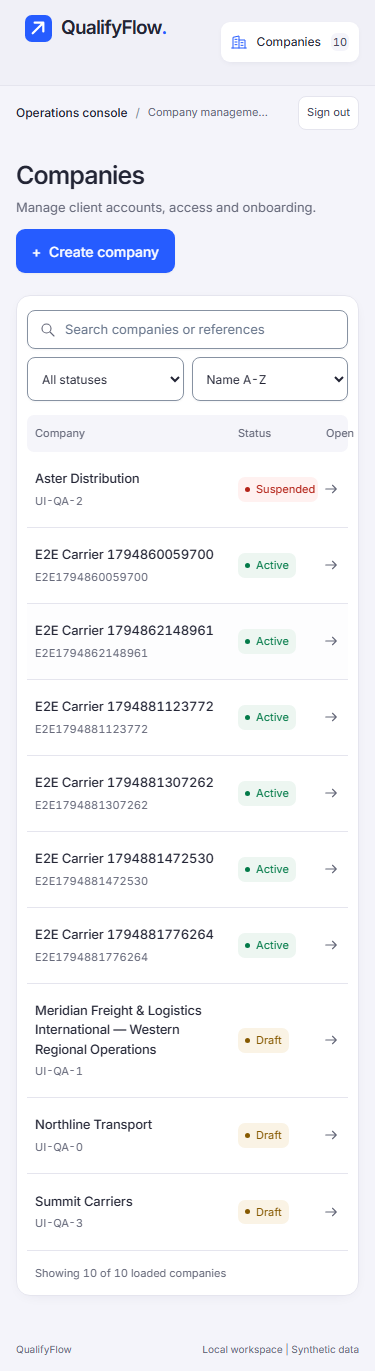 QualifyFlow.
Companies 10
Operations console / Company manageme...
Sign out
Companies
Manage client accounts, access and onboarding.
+ Create company
Search companies or references
All statuses
Name A-Z
Company Status Open
Aster Distribution
UI-QA-2
Suspended
E2E Carrier 1794860059700
E2E1794860059700
Active
E2E Carrier 1794862148961
E2E1794862148961
Active
E2E Carrier 1794881123772
E2E1794881123772
Active
E2E Carrier 1794881307262
E2E1794881307262
Active
E2E Carrier 1794881472530
E2E1794881472530
Active
E2E Carrier 1794881776264
E2E1794881776264
Active
Meridian Freight & Logistics
International — Western
Regional Operations
UI-QA-1
Draft
Northline Transport
UI-QA-0
Draft
Summit Carriers
UI-QA-3
Draft
Showing 10 of 10 loaded companies
QualifyFlow
Local workspace | Synthetic data